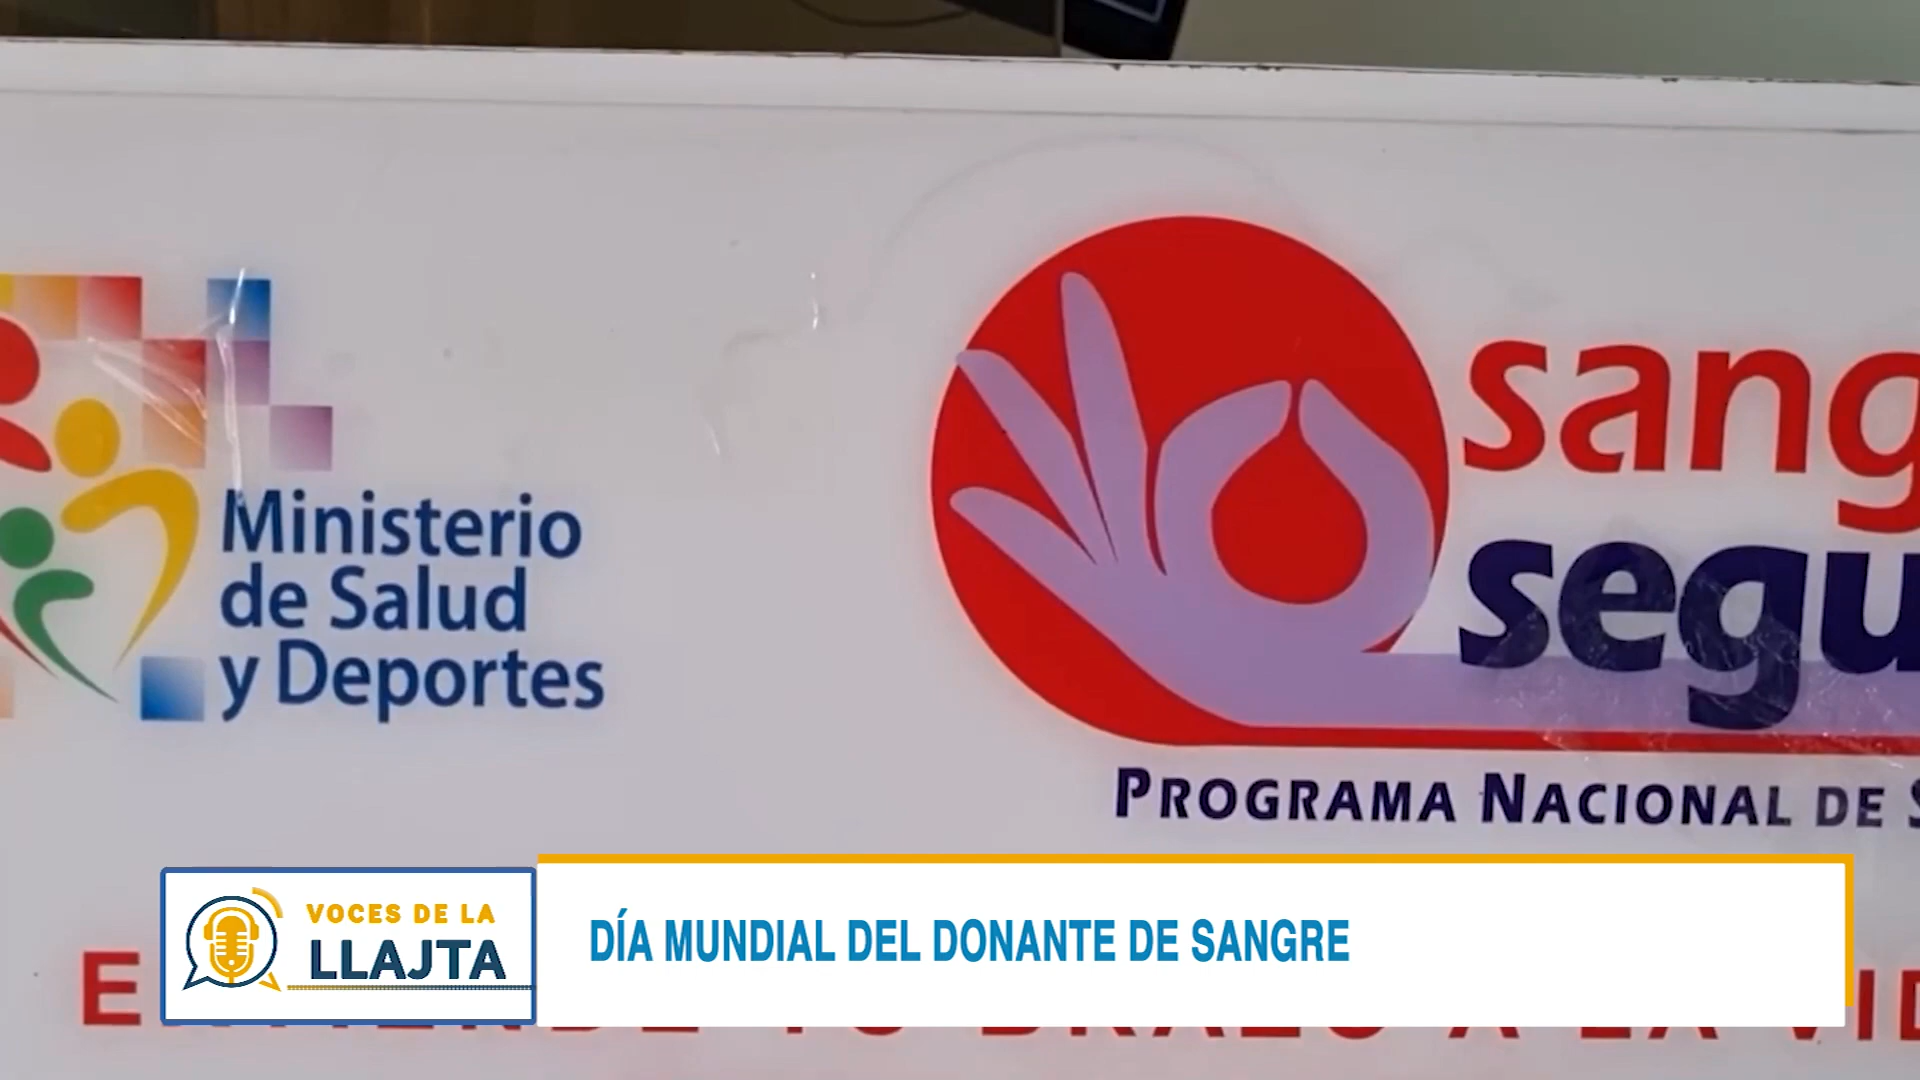 Ministerio
de Salud
y Deportes
sang
segu
PROGRAMA NACIONAL DE S
VOCES DE LA
LLAJTA
DÍA MUNDIAL DEL DONANTE DE SANGRE